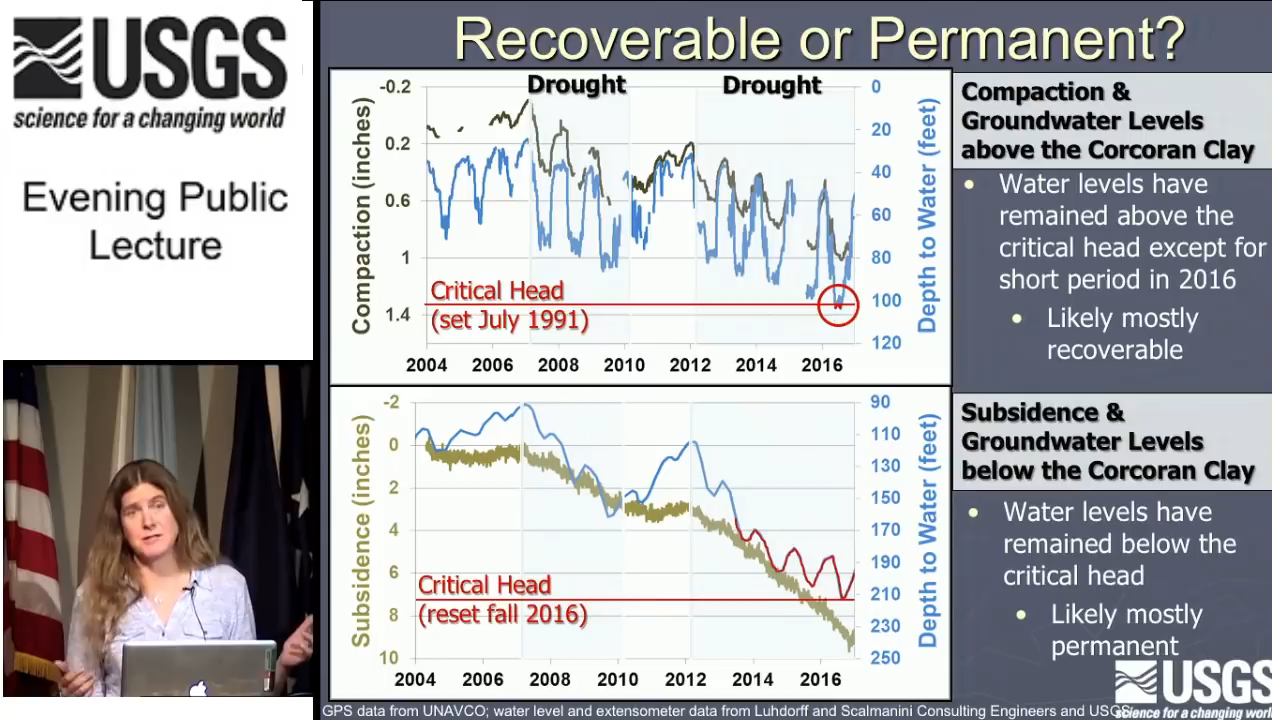 USGS
science for a changing world
Evening Public
Lecture
Recoverable or Permanent?
Drought
Drought
Compaction (inches)
-0.2
0.2
0.6
1
1.4
0
20
40
60
80
100
120
Depth to Water (feet)
Critical Head
(set July 1991)
2004
2006
2008
2010
2012
2014
2016
Compaction &
Groundwater Levels
above the Corcoran Clay
• Water levels have
remained above the
critical head except for
short period in 2016
• Likely mostly
recoverable
Subsidence (inches)
-2
0
2
4
6
8
10
90
110
130
150
170
190
210
230
250
Depth to Water (feet)
Critical Head
(reset fall 2016)
2004
2006
2008
2010
2012
2014
2016
Subsidence &
Groundwater Levels
below the Corcoran Clay
• Water levels have
remained below the
critical head
• Likely mostly
permanent
USGS
science for a changing world
GPS data from UNAVCO; water level and extensometer data from Luhdorff and Scalmanini Consulting Engineers and USGS